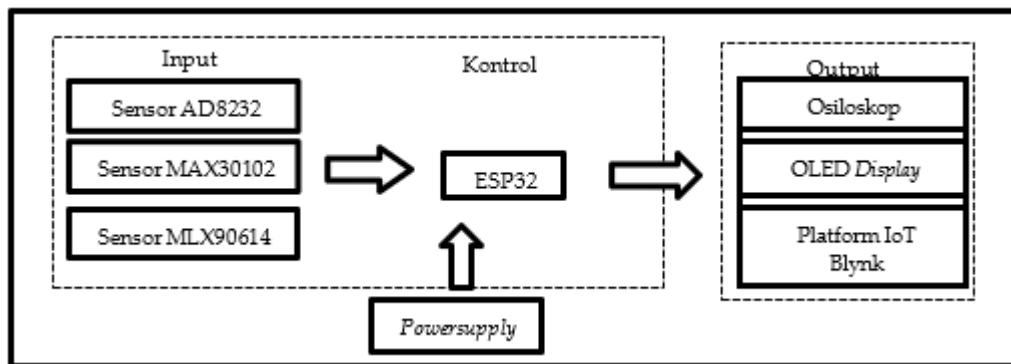 Input
Kontrol
Output
Sensor AD8232
Sensor MAX30102
Sensor MLX90614
ESP32
Powersupply
Osiloskop
OLED Display
Platform IoT
Blynk